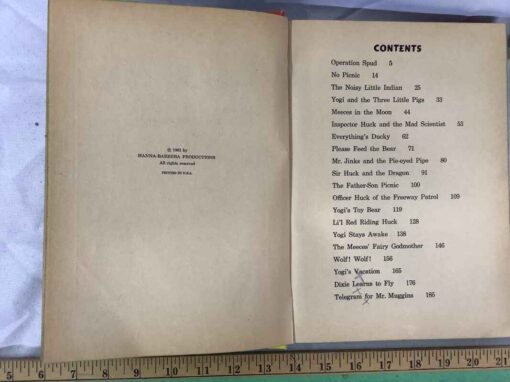 © 1961 by
HANNA-BARBERA PRODUCTIONS
All rights reserved
PRINTED IN U.S.A.
CONTENTS
Operation Spud 5
No Picnic 14
The Noisy Little Indian 25
Yogi and the Three Little Pigs 33
Meeces in the Moon 44
Inspector Huck and the Mad Scientist 53
Everything's Ducky 62
Please Feed the Bear 71
Mr. Jinks and the Pie-eyed Pipe 80
Sir Huck and the Dragon 91
The Father-Son Picnic 100
Officer Huck of the Freeway Patrol 109
Yogi's Toy Bear 119
Li'l Red Riding Huck 128
Yogi Stays Awake 138
The Meeces' Fairy Godmother 146
Wolf! Wolf! 156
Yogi's Vacation 165
Dixie Learns to Fly 176
Telegram for Mr. Muggins 185
5 6 7 8 9 10 11 12 13 14 15 16 17 18 19 20 21